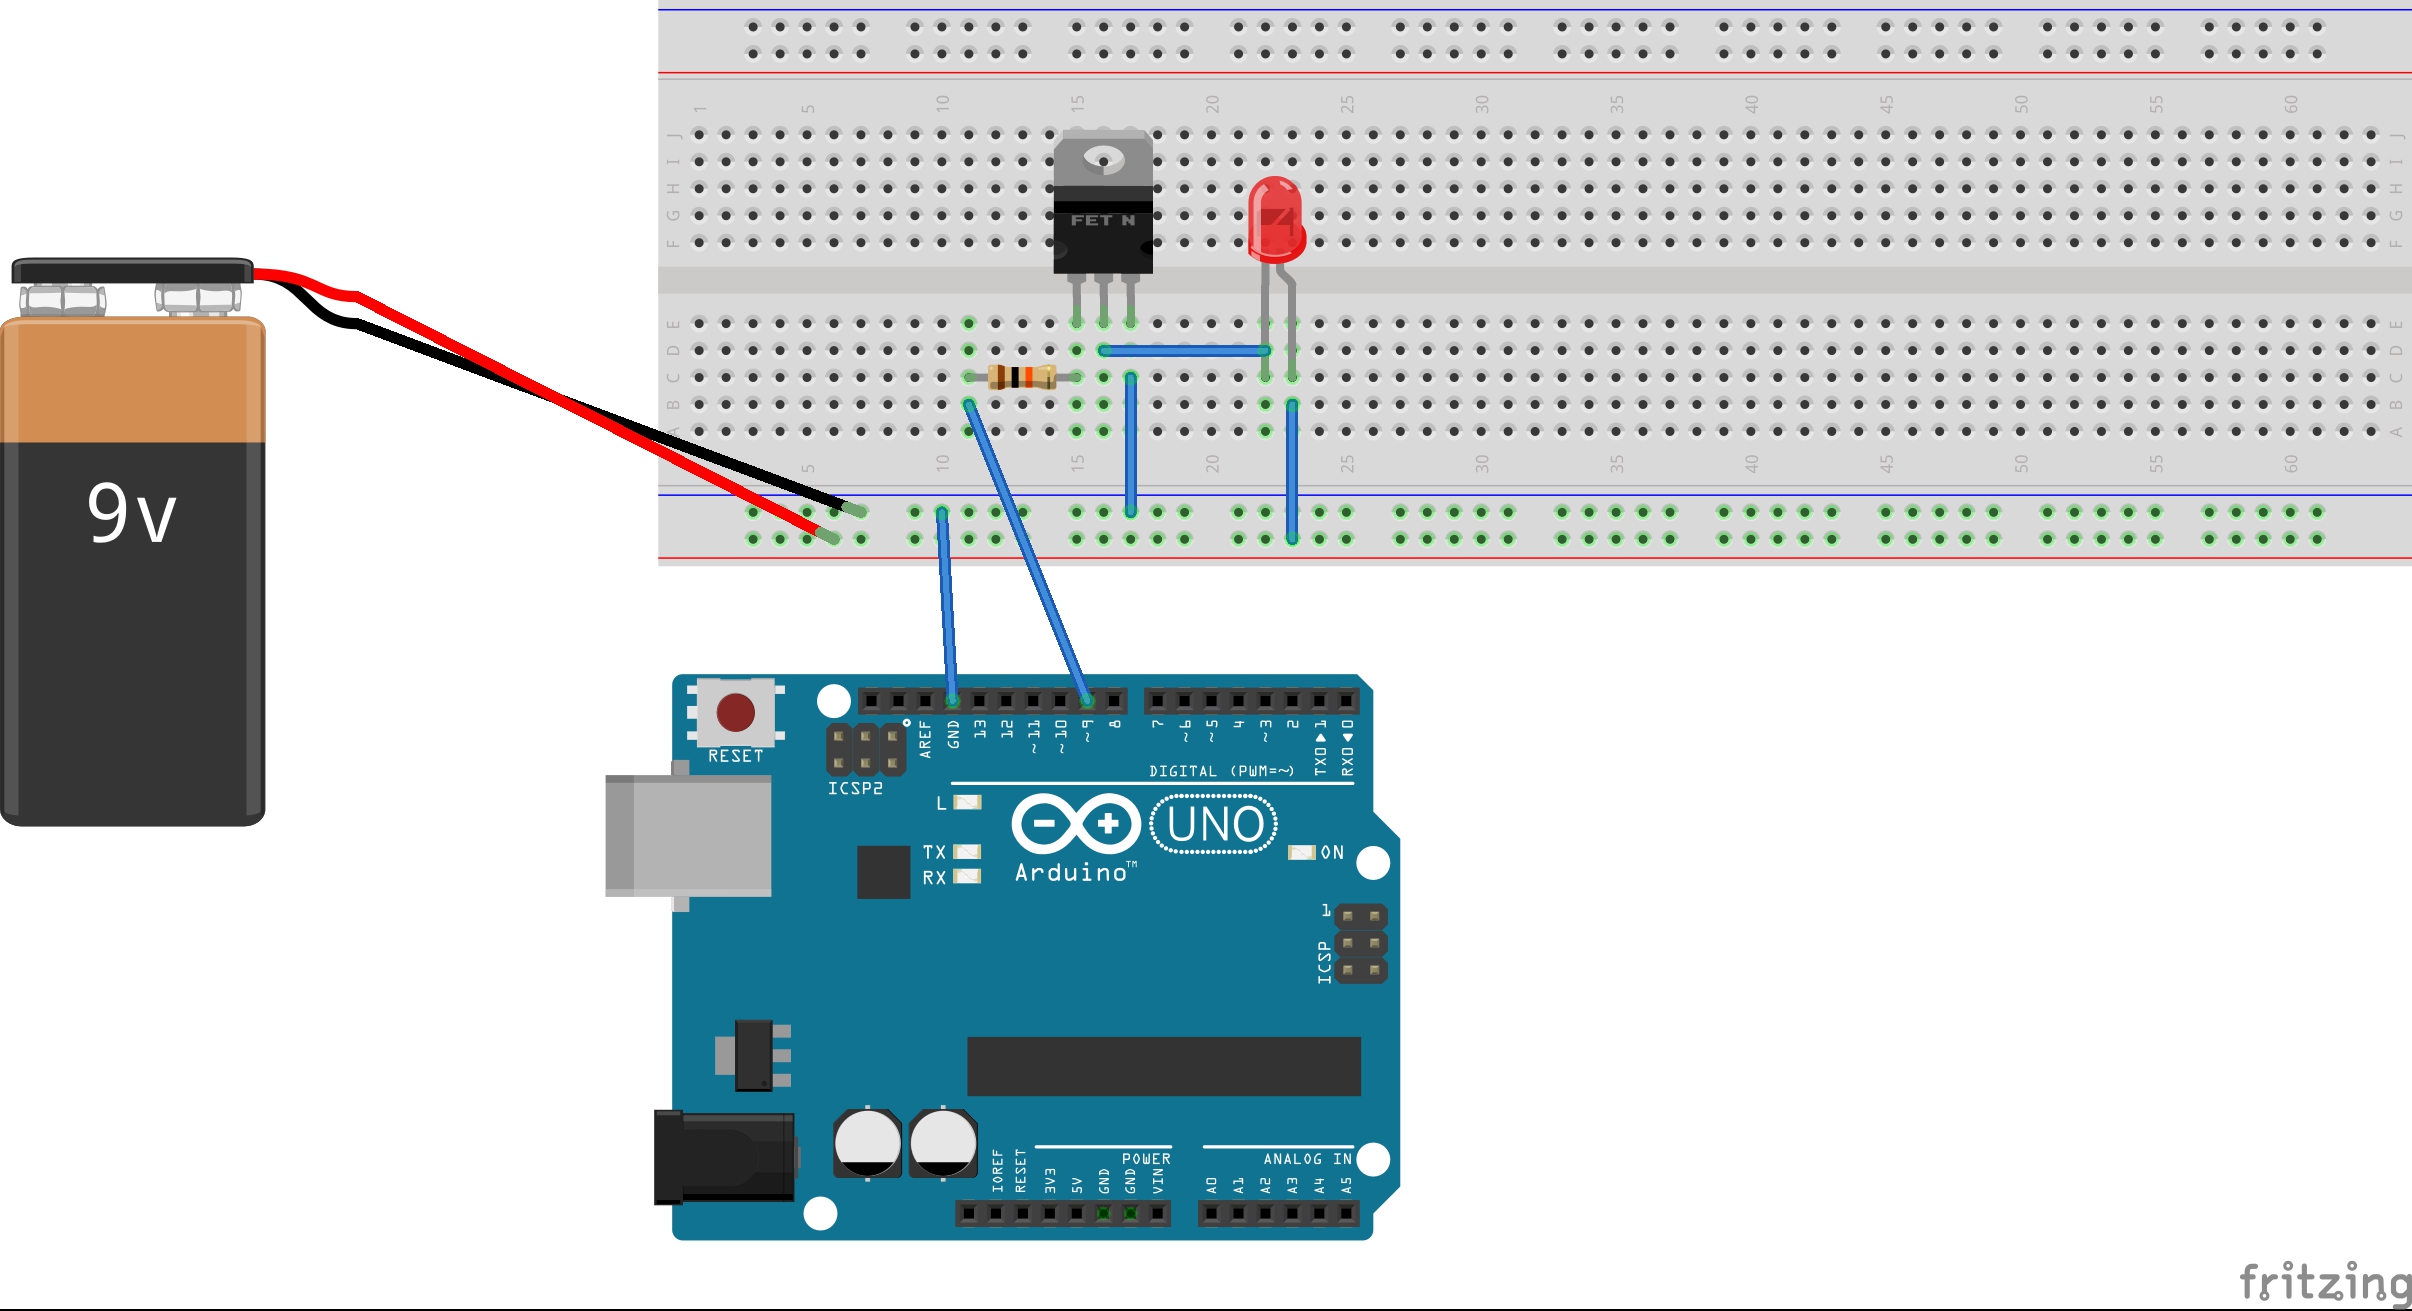 1 5 10 15 20 25 30 35 40 45 50 55 60
J J
I I
H H
G G
F F
FET N
E E
D D
C C
B B
A A
5 10 15 20 25 30 35 40 45 50 55 60
9v
RESET
AREF GND 13 12 ~11 ~10 ~9 8 7 ~6 ~5 4 ~3 2 TX0▶1 RX0◀0
DIGITAL (PWM=~)
ICSP2
L
UNO
TX
RX
ON
Arduino™
1
ICSP
POWER
ANALOG IN
IOREF RESET 3V3 5V GND GND VIN A0 A1 A2 A3 A4 A5
fritzing